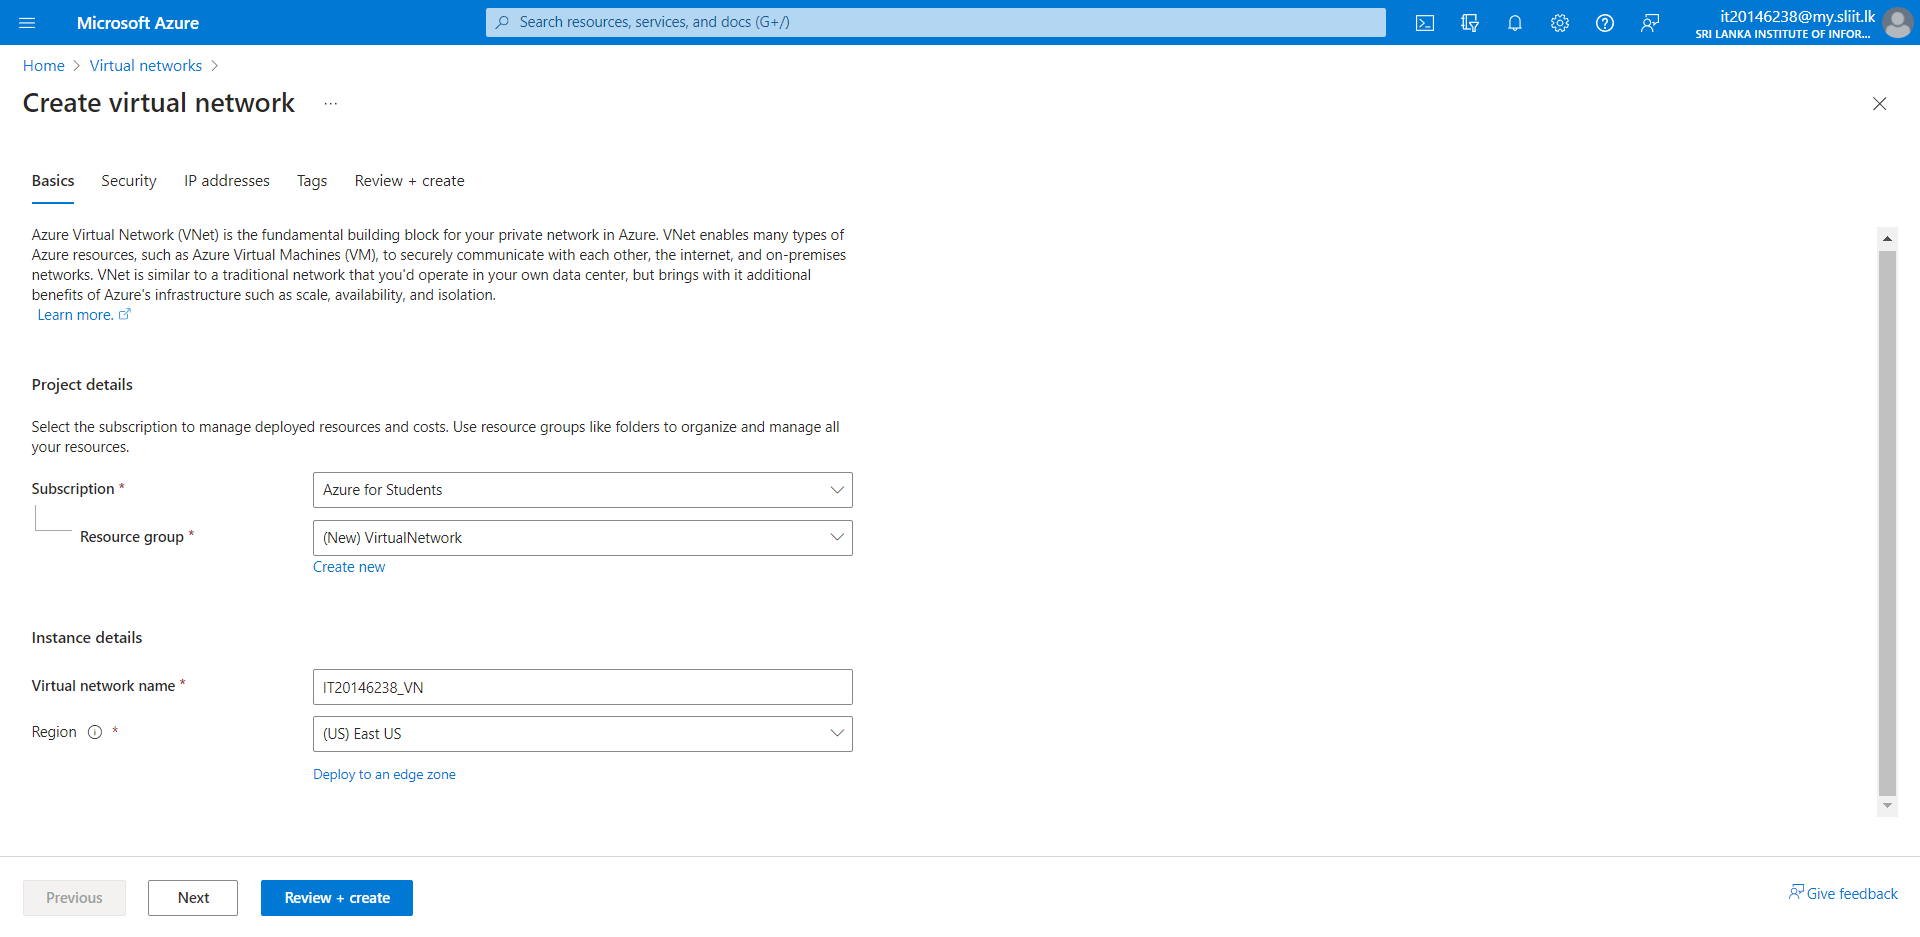 Microsoft Azure
Search resources, services, and docs (G+/)
it20146238@my.sliit.lk
SRI LANKA INSTITUTE OF INFOR...
Home > Virtual networks >
Create virtual network ...
Basics Security IP addresses Tags Review + create
Azure Virtual Network (VNet) is the fundamental building block for your private network in Azure. VNet enables many types of
Azure resources, such as Azure Virtual Machines (VM), to securely communicate with each other, the internet, and on-premises
networks. VNet is similar to a traditional network that you'd operate in your own data center, but brings with it additional
benefits of Azure's infrastructure such as scale, availability, and isolation.
Learn more.
Project details
Select the subscription to manage deployed resources and costs. Use resource groups like folders to organize and manage all
your resources.
Subscription * Azure for Students
Resource group * (New) VirtualNetwork
Create new
Instance details
Virtual network name * IT20146238_VN
Region * (US) East US
Deploy to an edge zone
Previous Next Review + create Give feedback